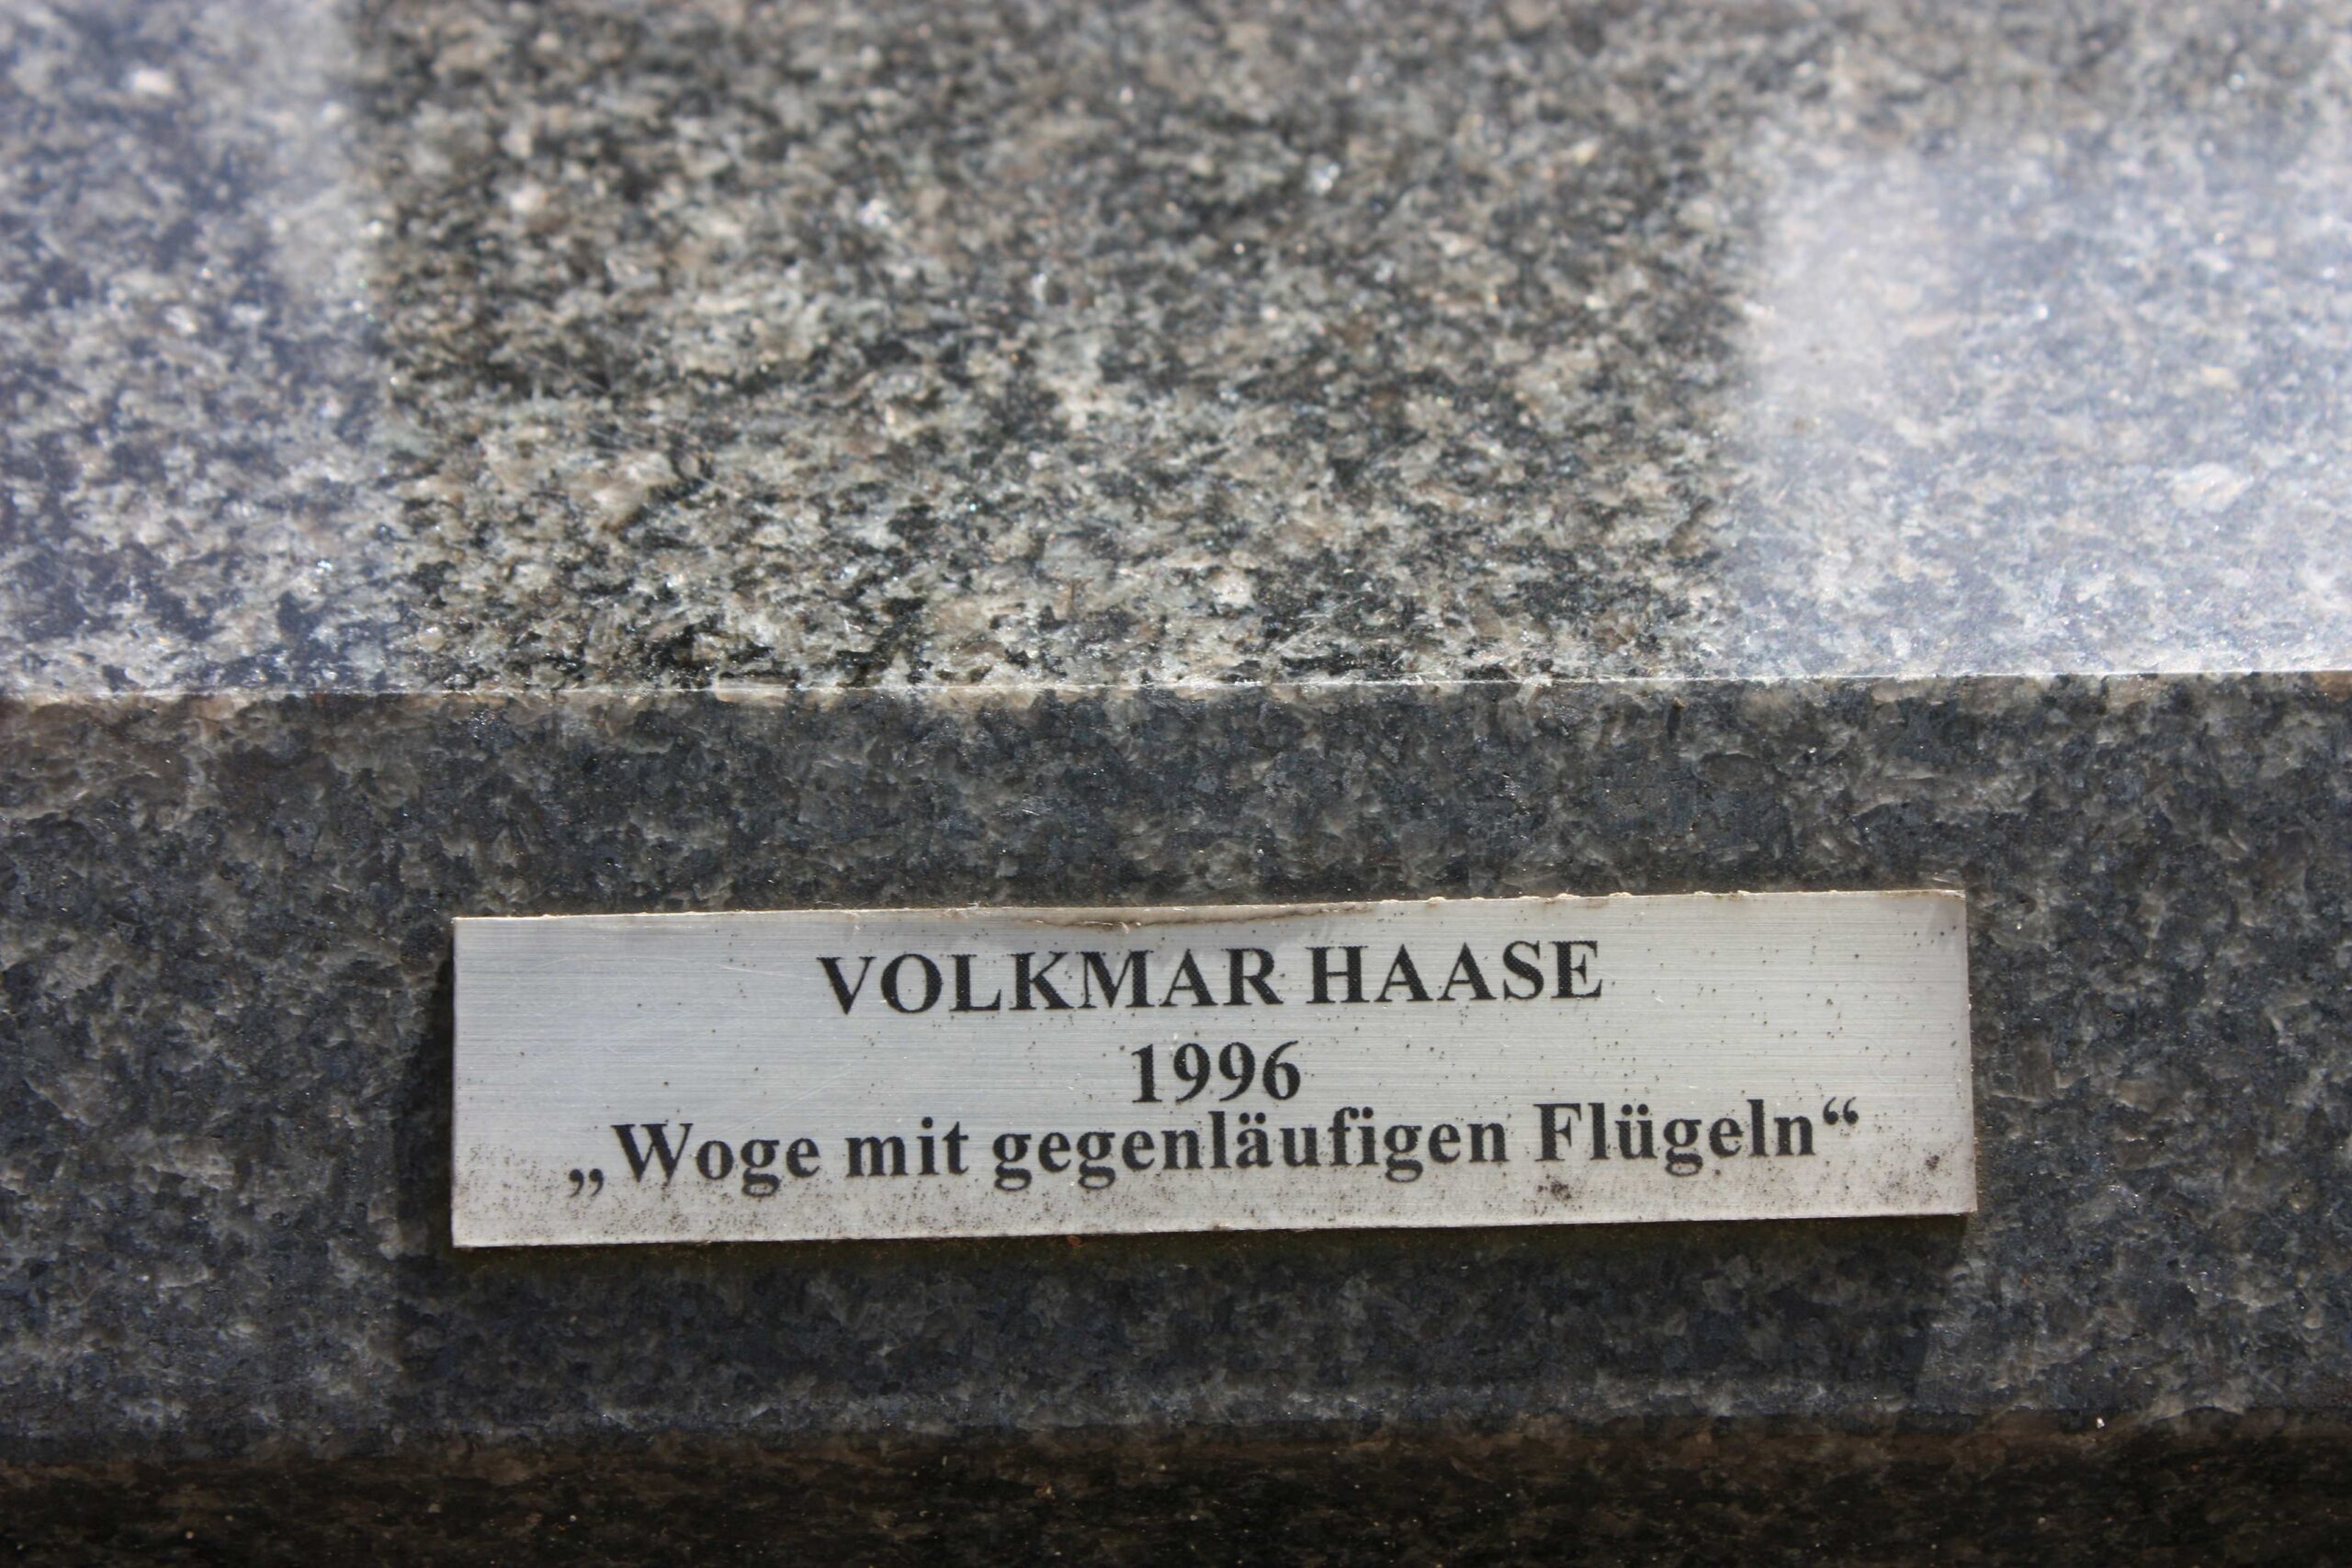 VOLKMAR HAASE
1996
„Woge mit gegenläufigen Flügeln“